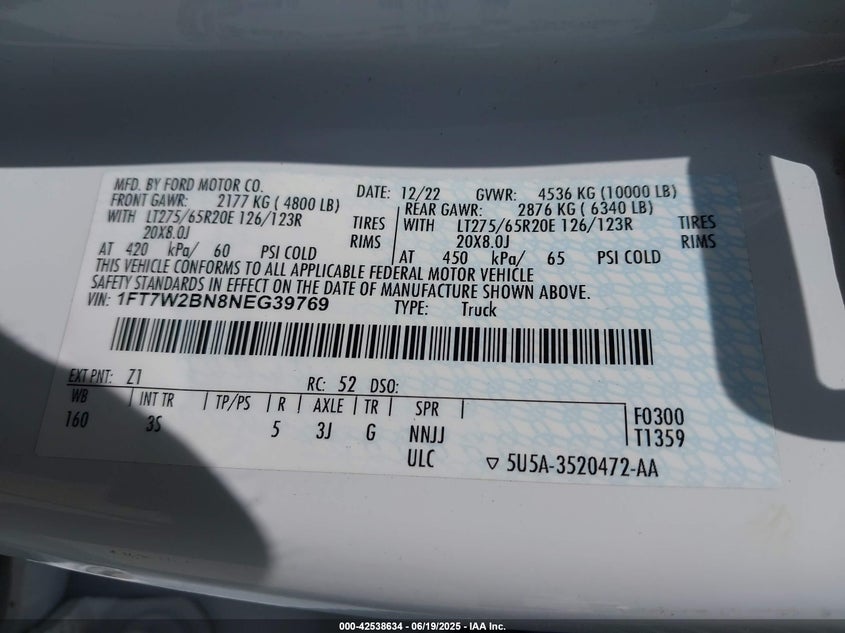 MFD. BY FORD MOTOR CO.
DATE: 12/22 GVWR: 4536 KG (10000 LB)
FRONT GAWR: 2177 KG ( 4800 LB) REAR GAWR: 2876 KG ( 6340 LB)
WITH LT275/65R20E 126/123R TIRES WITH LT275/65R20E 126/123R TIRES
20X8.0J RIMS 20X8.0J RIMS
AT 420 kPa/ 60 PSI COLD AT 450 kPa/ 65 PSI COLD
THIS VEHICLE CONFORMS TO ALL APPLICABLE FEDERAL MOTOR VEHICLE
SAFETY STANDARDS IN EFFECT ON THE DATE OF MANUFACTURE SHOWN ABOVE.
VIN: 1FT7W2BN8NEG39769 TYPE: Truck
EXT PNT: Z1 RC: 52 DSO:
WB INT TR TP/PS R AXLE TR SPR
160 3S 5 3J G NNJJ
F0300
T1359
ULC ▽ 5U5A-3520472-AA
000-42538634 - 06/19/2025 - IAA Inc.